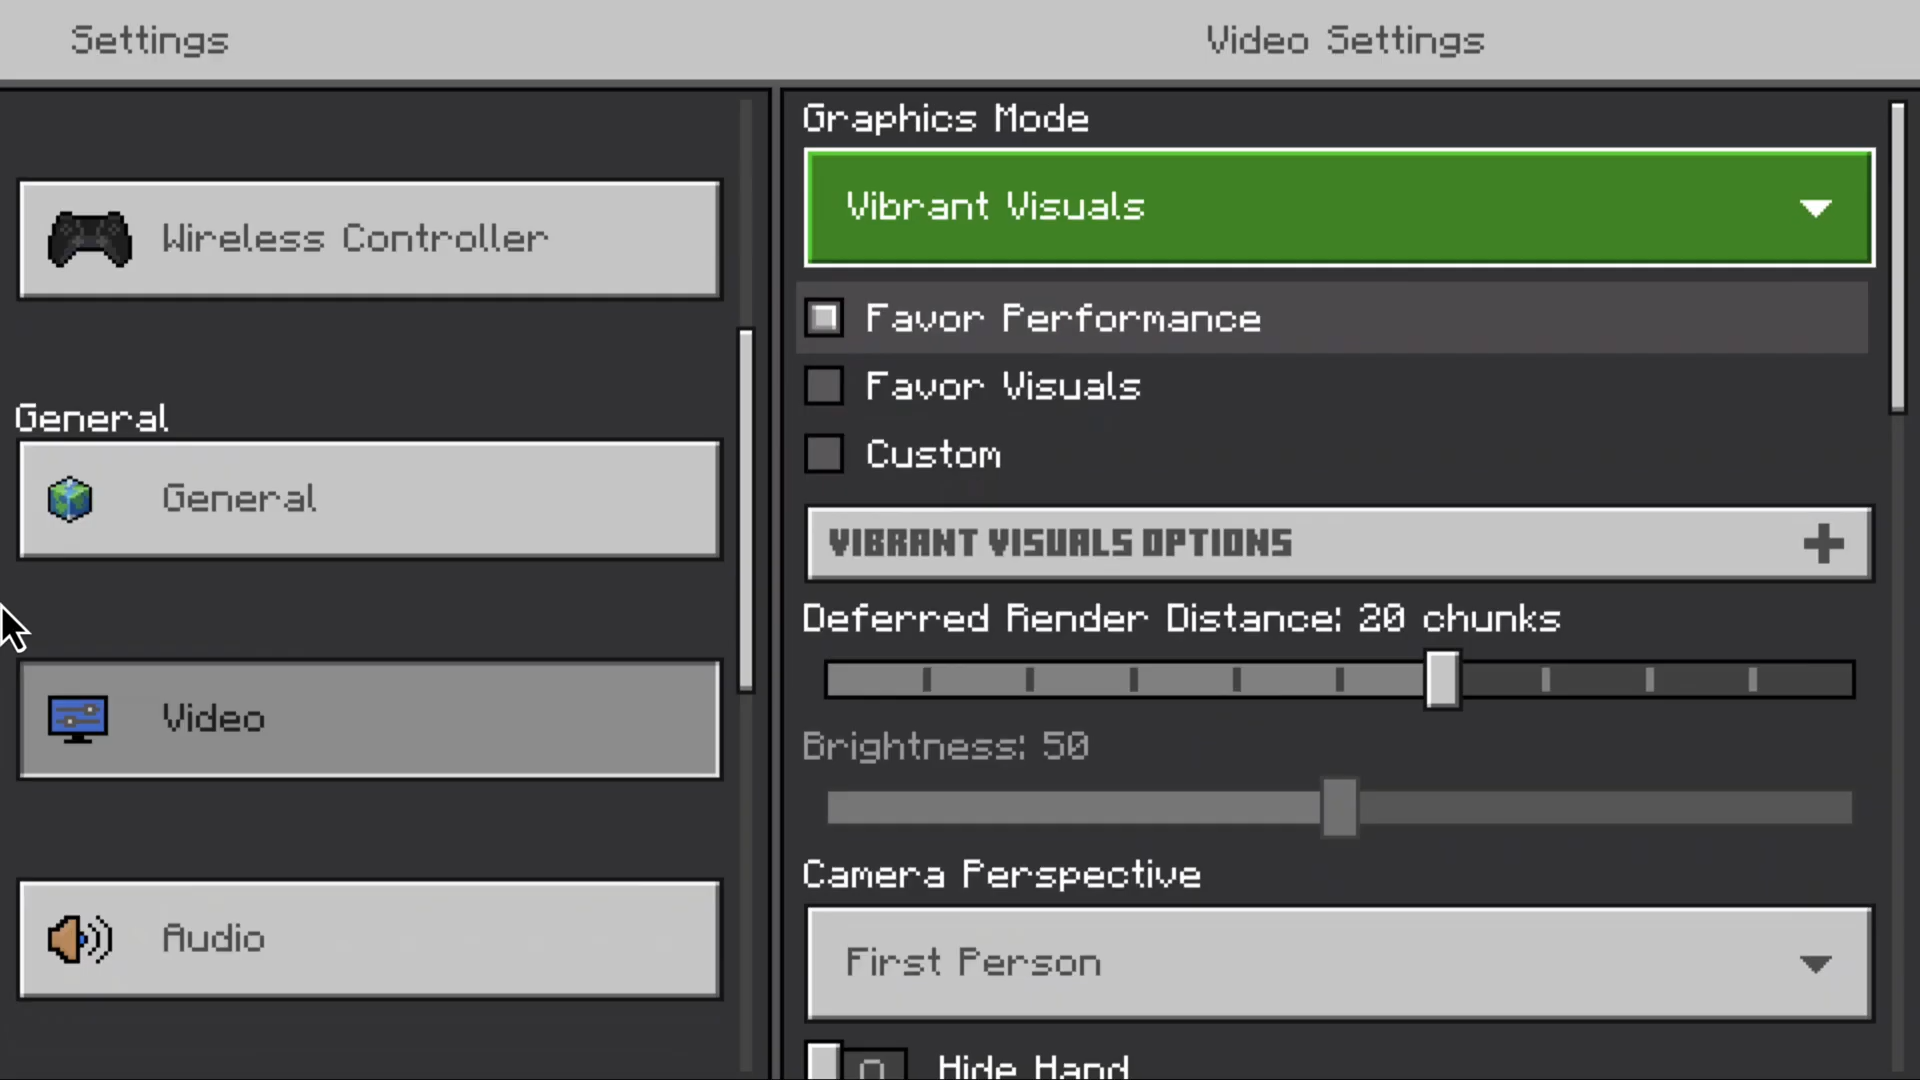 Settings
Video Settings
Wireless Controller
General
General
Video
Audio
Graphics Mode
Vibrant Visuals
Favor Performance
Favor Visuals
Custom
VIBRANT VISUALS OPTIONS
Deferred Render Distance: 20 chunks
Brightness: 50
Camera Perspective
First Person
Hide Hand